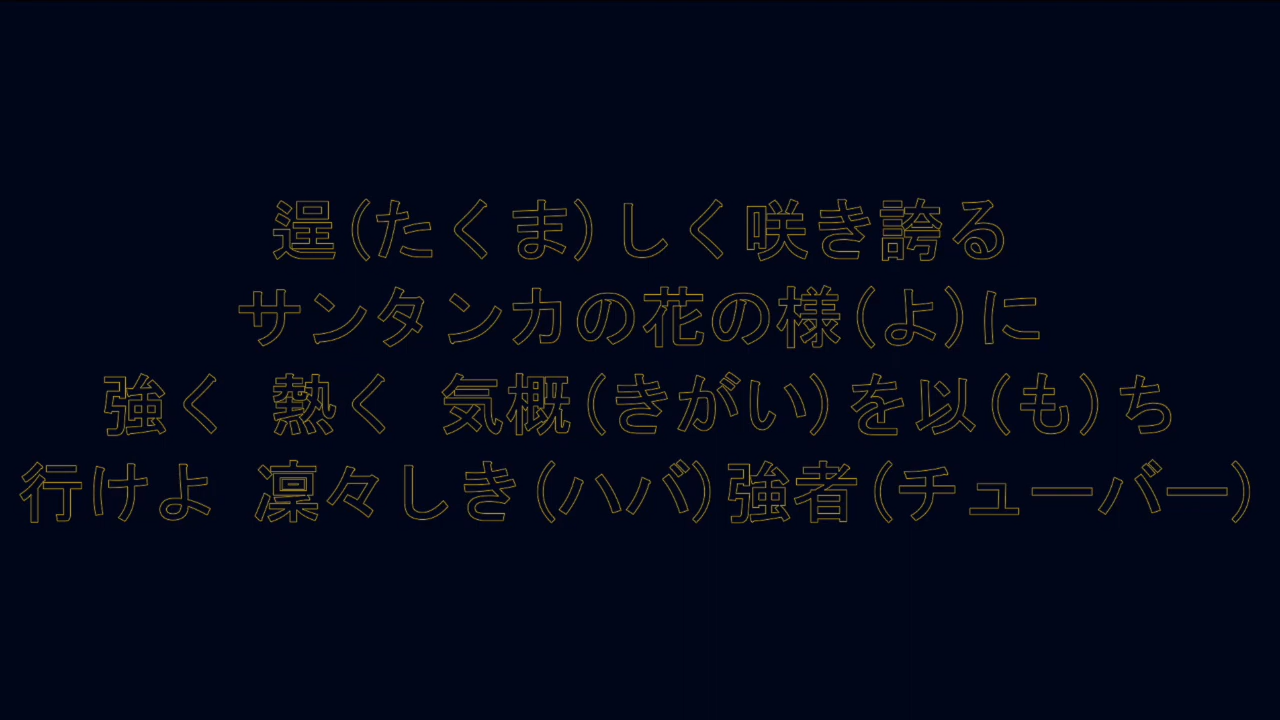 逞(たくま)しく咲き誇る
サンタンカの花の様(よ)に
強く 熱く 気概(きがい)を以(も)ち
行けよ 凜々しき(ハバ)強者(チューバー)